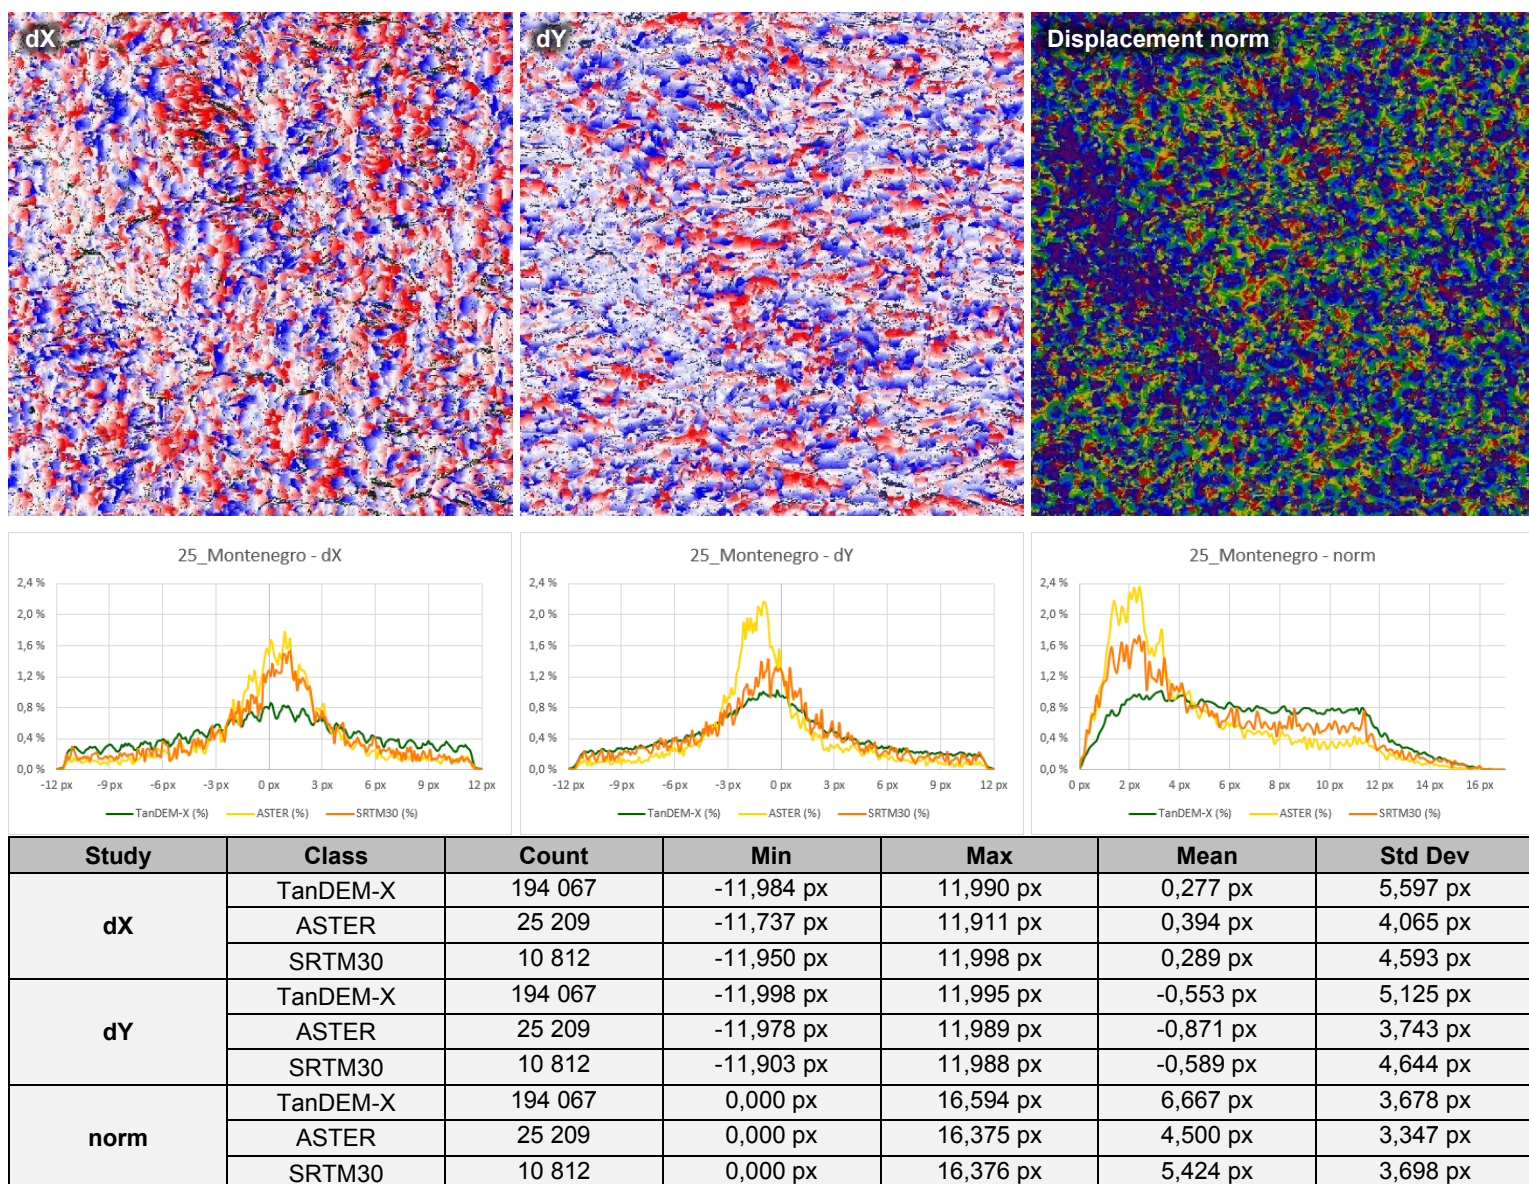 dX dY Displacement norm
25_Montenegro - dX
2,4 %
2,0 %
1,6 %
1,2 %
0,8 %
0,4 %
0,0 %
-12 px -9 px -6 px -3 px 0 px 3 px 6 px 9 px 12 px
TanDEM-X (%) ASTER (%) SRTM30 (%)
25_Montenegro - dY
2,4 %
2,0 %
1,6 %
1,2 %
0,8 %
0,4 %
0,0 %
-12 px -9 px -6 px -3 px 0 px 3 px 6 px 9 px 12 px
TanDEM-X (%) ASTER (%) SRTM30 (%)
25_Montenegro - norm
2,4 %
2,0 %
1,6 %
1,2 %
0,8 %
0,4 %
0,0 %
0 px 2 px 4 px 6 px 8 px 10 px 12 px 14 px 16 px
TanDEM-X (%) ASTER (%) SRTM30 (%)
Study Class Count Min Max Mean Std Dev
dX
TanDEM-X 194 067 -11,984 px 11,990 px 0,277 px 5,597 px
ASTER 25 209 -11,737 px 11,911 px 0,394 px 4,065 px
SRTM30 10 812 -11,950 px 11,998 px 0,289 px 4,593 px
dY
TanDEM-X 194 067 -11,998 px 11,995 px -0,553 px 5,125 px
ASTER 25 209 -11,978 px 11,989 px -0,871 px 3,743 px
SRTM30 10 812 -11,903 px 11,988 px -0,589 px 4,644 px
norm
TanDEM-X 194 067 0,000 px 16,594 px 6,667 px 3,678 px
ASTER 25 209 0,000 px 16,375 px 4,500 px 3,347 px
SRTM30 10 812 0,000 px 16,376 px 5,424 px 3,698 px